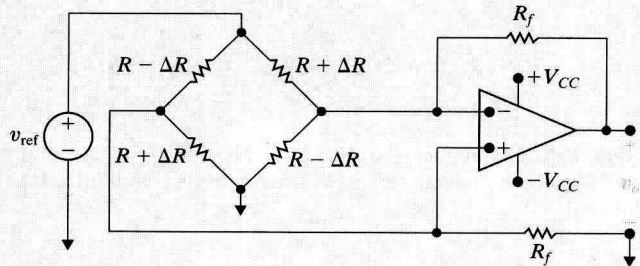 R_f
R − ΔR
R + ΔR
+V_CC
−
v_ref
+
−
R + ΔR
R − ΔR
+
−V_CC
+
R_f